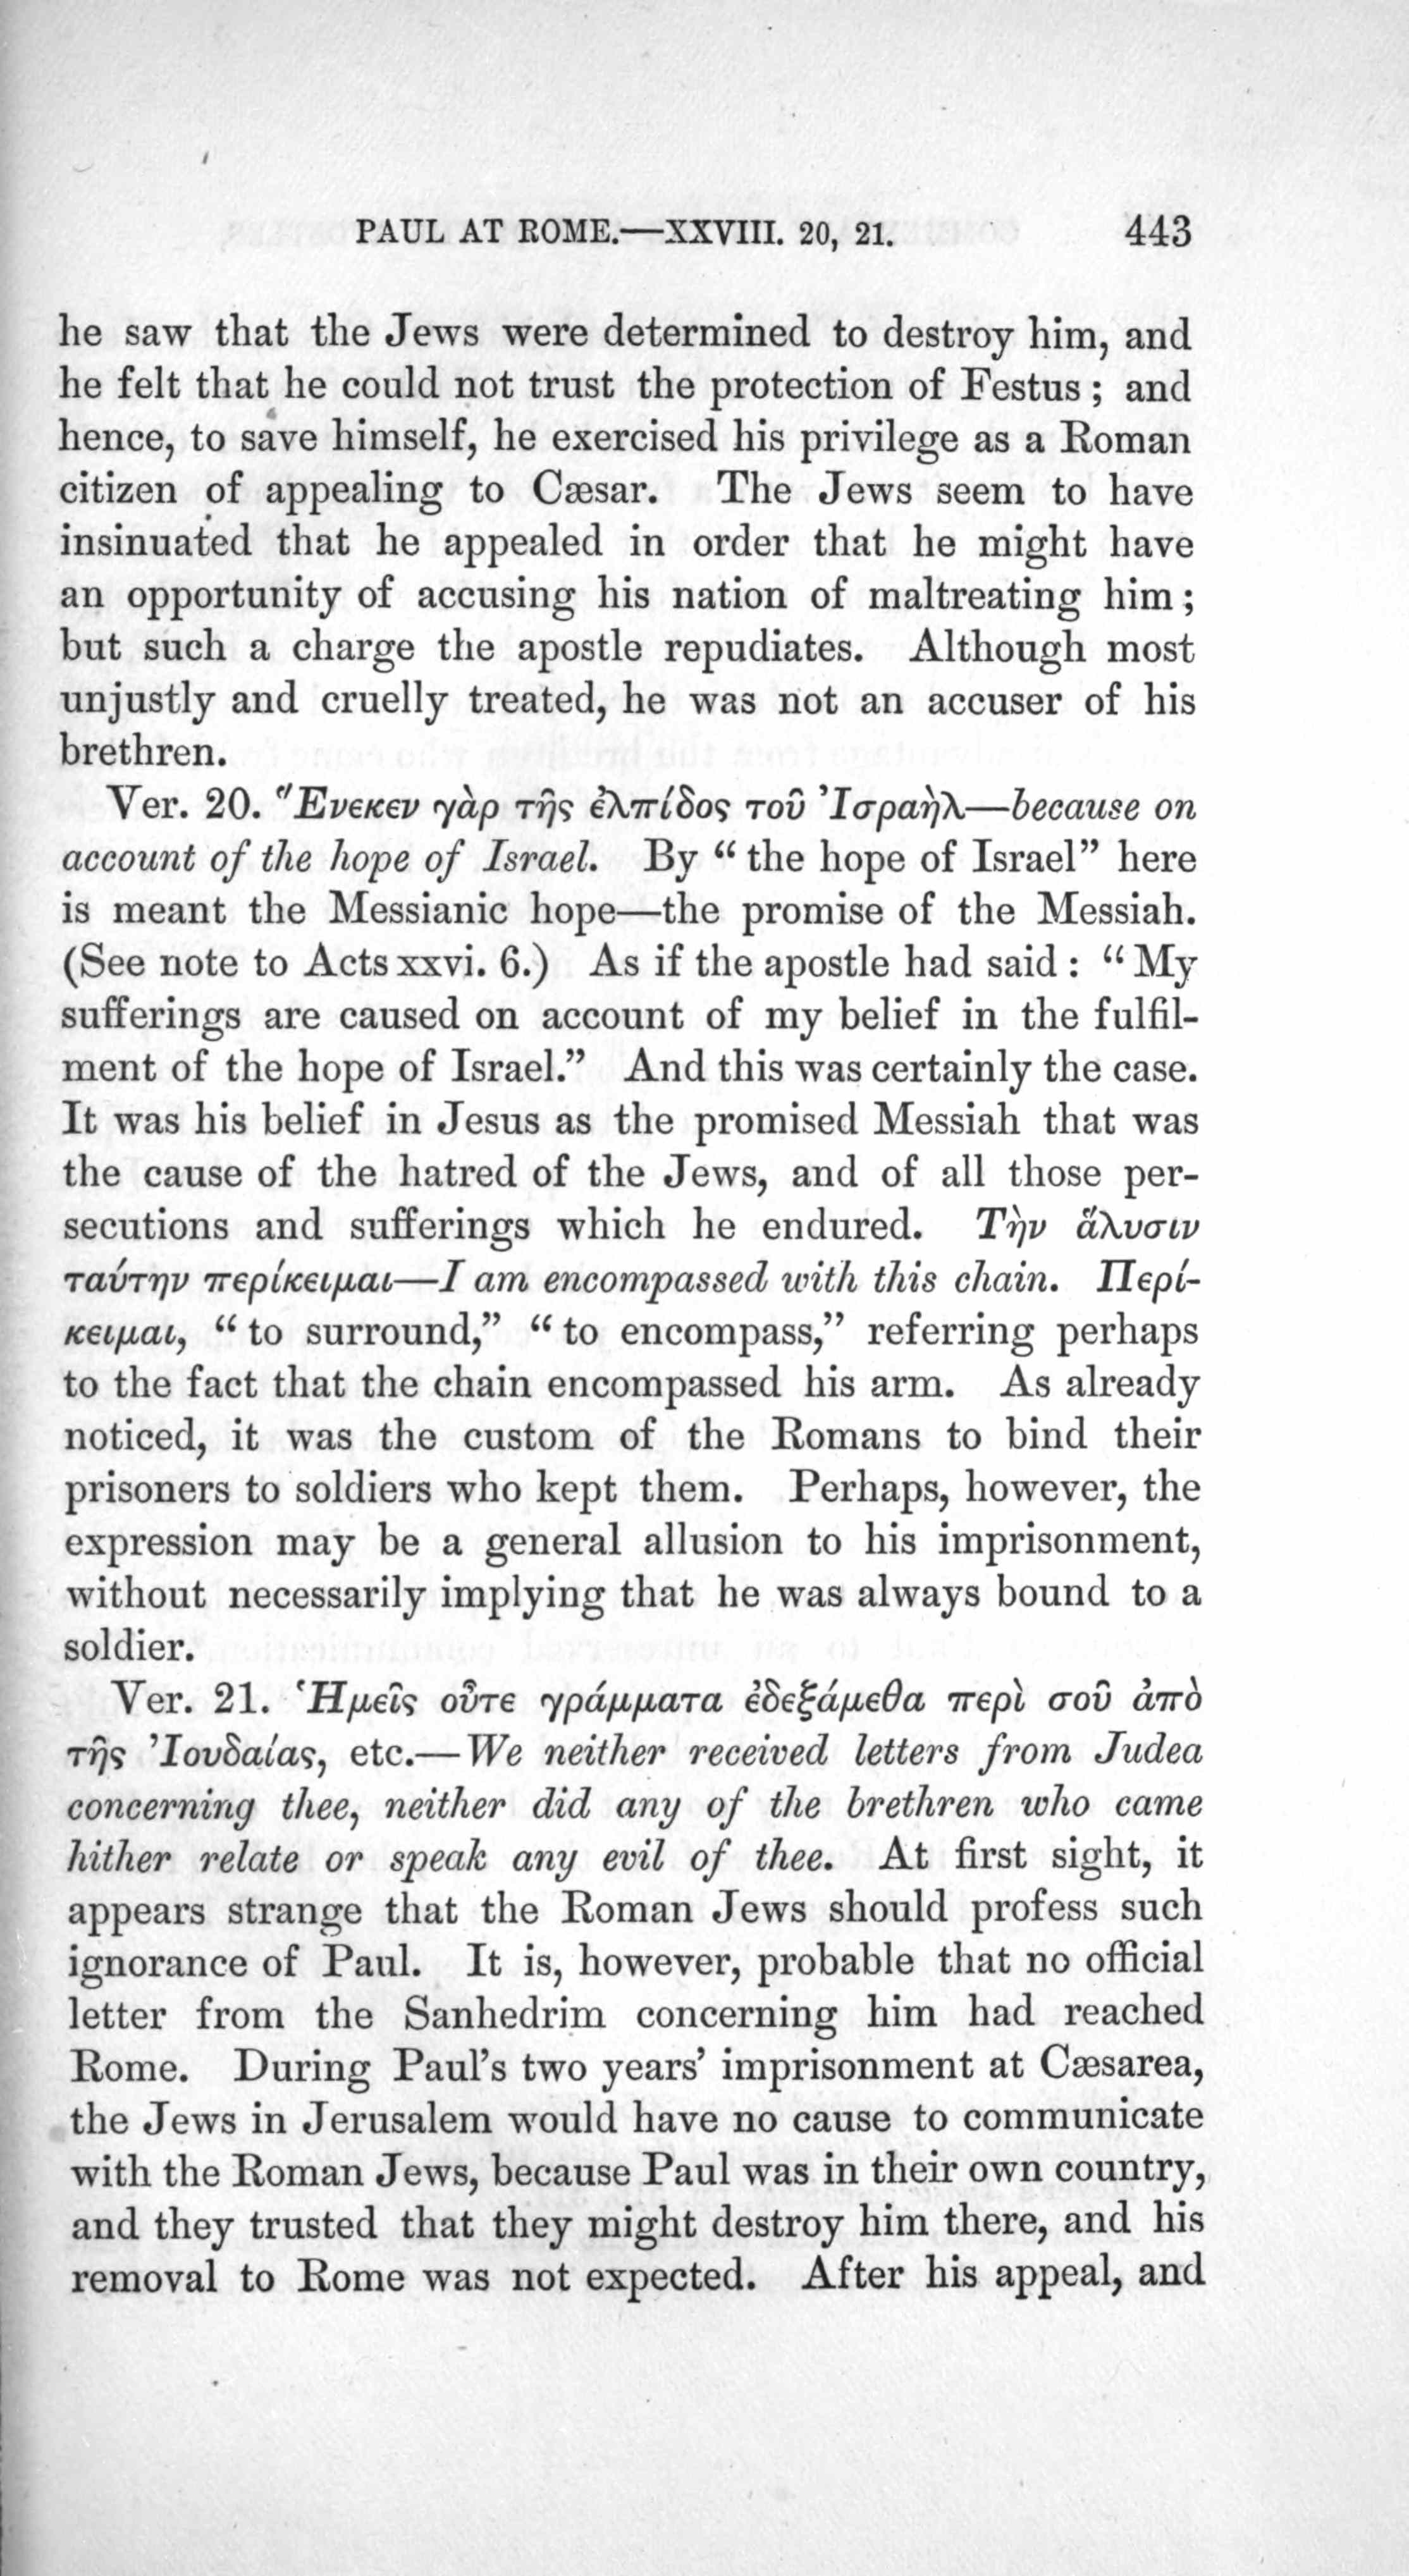 PAUL AT ROME.—XXVIII. 20, 21. 443
he saw that the Jews were determined to destroy him, and
he felt that he could not trust the protection of Festus; and
hence, to save himself, he exercised his privilege as a Roman
citizen of appealing to Cæsar. The Jews seem to have
insinuated that he appealed in order that he might have
an opportunity of accusing his nation of maltreating him;
but such a charge the apostle repudiates. Although most
unjustly and cruelly treated, he was not an accuser of his
brethren.
Ver. 20. Ἕνεκεν γὰρ τῆς ἐλπίδος τοῦ Ἰσραὴλ—because on
account of the hope of Israel. By “the hope of Israel” here
is meant the Messianic hope—the promise of the Messiah.
(See note to Acts xxvi. 6.) As if the apostle had said: “My
sufferings are caused on account of my belief in the fulfil-
ment of the hope of Israel.” And this was certainly the case.
It was his belief in Jesus as the promised Messiah that was
the cause of the hatred of the Jews, and of all those per-
secutions and sufferings which he endured. Τὴν ἅλυσιν
ταύτην περίκειμαι—I am encompassed with this chain. Περί-
κειμαι, “to surround,” “to encompass,” referring perhaps
to the fact that the chain encompassed his arm. As already
noticed, it was the custom of the Romans to bind their
prisoners to soldiers who kept them. Perhaps, however, the
expression may be a general allusion to his imprisonment,
without necessarily implying that he was always bound to a
soldier.
Ver. 21. Ἡμεῖς οὖτε γράμματα ἐδεξάμεθα περὶ σοῦ ἀπὸ
τῆς Ἰουδαίας, etc.—We neither received letters from Judea
concerning thee, neither did any of the brethren who came
hither relate or speak any evil of thee. At first sight, it
appears strange that the Roman Jews should profess such
ignorance of Paul. It is, however, probable that no official
letter from the Sanhedrim concerning him had reached
Rome. During Paul’s two years’ imprisonment at Cæsarea,
the Jews in Jerusalem would have no cause to communicate
with the Roman Jews, because Paul was in their own country,
and they trusted that they might destroy him there, and his
removal to Rome was not expected. After his appeal, and